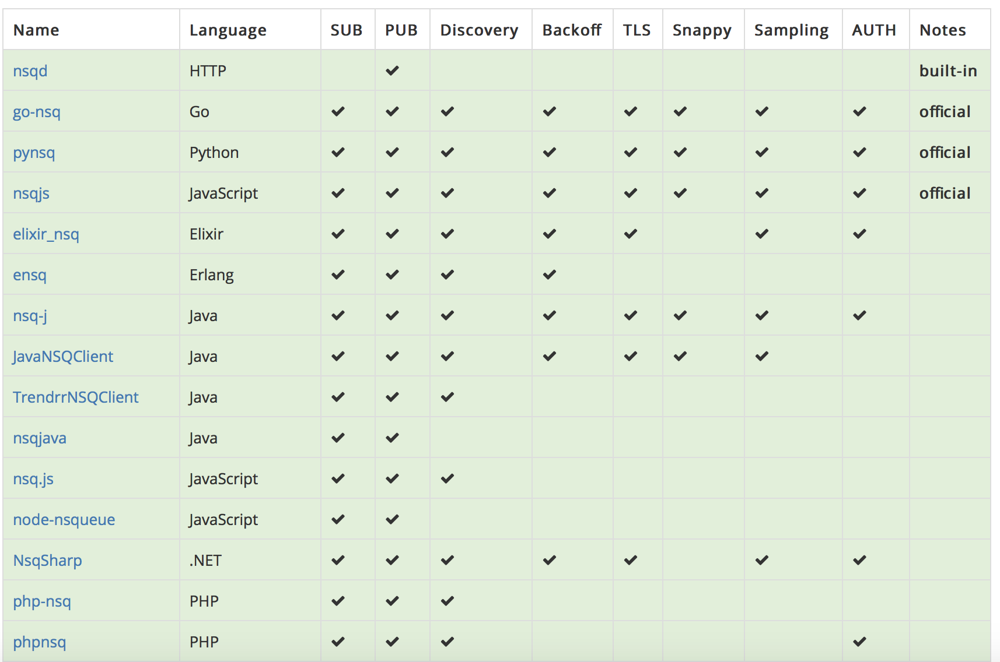 Name Language SUB PUB Discovery Backoff TLS Snappy Sampling AUTH Notes
nsqd HTTP ✔ built-in
go-nsq Go ✔ ✔ ✔ ✔ ✔ ✔ ✔ ✔ official
pynsq Python ✔ ✔ ✔ ✔ ✔ ✔ ✔ ✔ official
nsqjs JavaScript ✔ ✔ ✔ ✔ ✔ ✔ ✔ ✔ official
elixir_nsq Elixir ✔ ✔ ✔ ✔ ✔ ✔ ✔
ensq Erlang ✔ ✔ ✔ ✔
nsq-j Java ✔ ✔ ✔ ✔ ✔ ✔ ✔ ✔
JavaNSQClient Java ✔ ✔ ✔ ✔ ✔ ✔ ✔
TrendrrNSQClient Java ✔ ✔ ✔
nsqjava Java ✔ ✔
nsq.js JavaScript ✔ ✔ ✔
node-nsqueue JavaScript ✔ ✔
NsqSharp .NET ✔ ✔ ✔ ✔ ✔ ✔ ✔
php-nsq PHP ✔ ✔ ✔
phpnsq PHP ✔ ✔ ✔ ✔